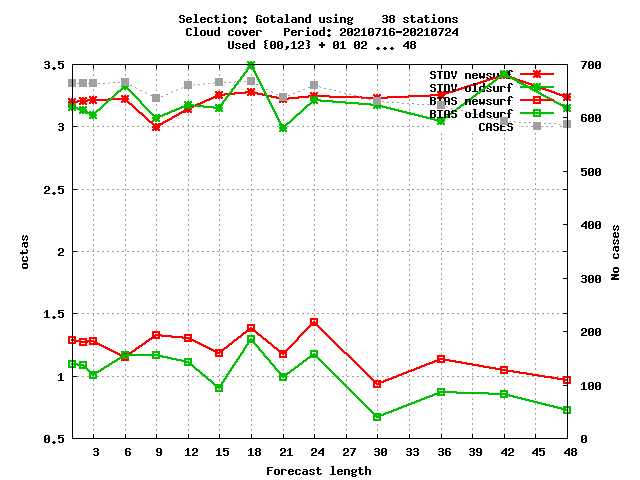 Selection: Gotaland using 38 stations
Cloud cover Period: 20210716-20210724
Used {00,12} + 01 02 ... 48
3.5 700
STDV newsurf
STDV oldsurf
BIAS newsurf
BIAS oldsurf
CASES
3 600
2.5 500
2 400
1.5 300
200
1 100
0.5 0
octas
No cases
3 6 9 12 15 18 21 24 27 30 33 36 39 42 45 48
Forecast length